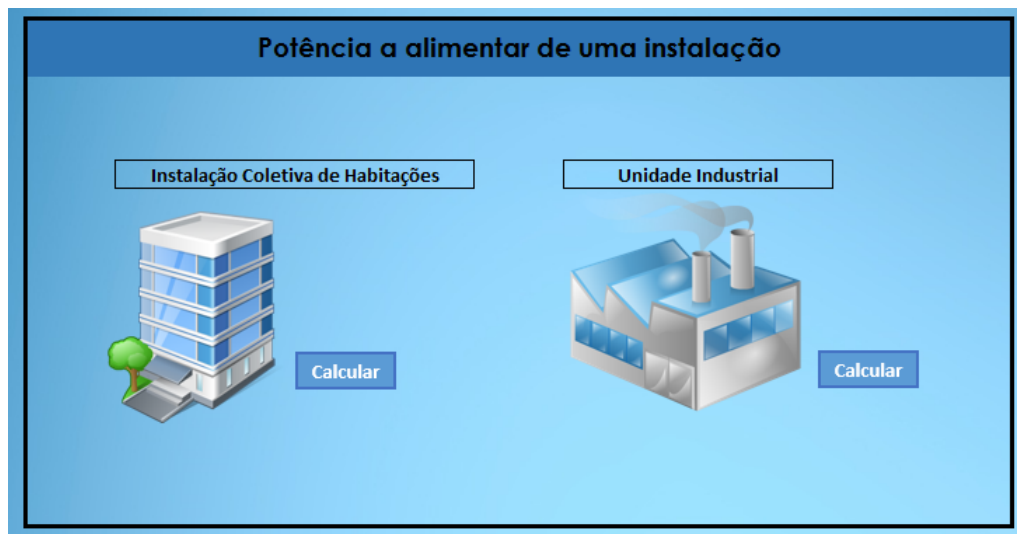 Potência a alimentar de uma instalação
Instalação Coletiva de Habitações
Unidade Industrial
Calcular
Calcular